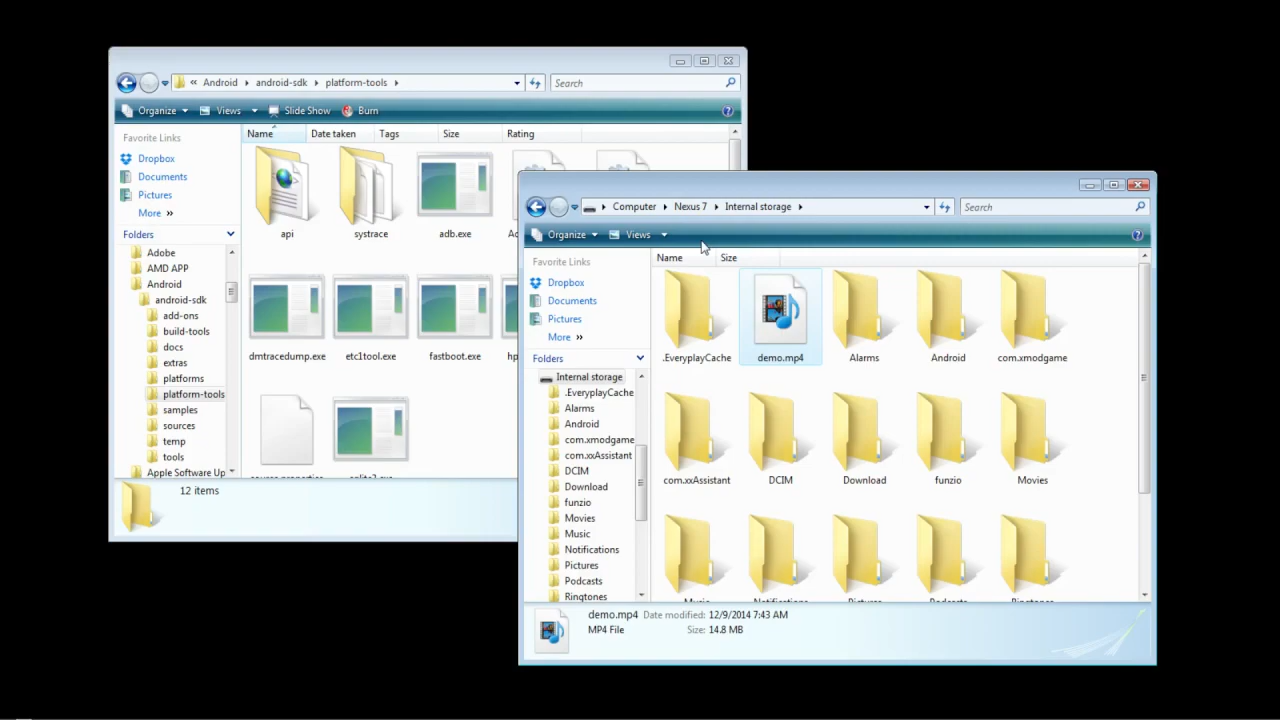 « Android android-sdk platform-tools
Search
Organize Views Slide Show Burn
Favorite Links
Dropbox
Documents
Pictures
More »
Folders
Adobe
AMD APP
Android
android-sdk
add-ons
build-tools
docs
extras
platforms
platform-tools
samples
sources
temp
tools
Apple Software Up
Name Date taken Tags Size Rating
api systrace adb.exe
dmtracedump.exe etc1tool.exe fastboot.exe hp
source.properties
12 items
Computer Nexus 7 Internal storage
Search
Organize Views
Favorite Links
Dropbox
Documents
Pictures
More »
Folders
Internal storage
.EveryplayCache
Alarms
Android
com.xmodgame
com.xxAssistant
DCIM
Download
funzio
Movies
Music
Notifications
Pictures
Podcasts
Ringtones
Name Size
.EveryplayCache demo.mp4 Alarms Android com.xmodgame
com.xxAssistant DCIM Download funzio Movies
Music Notifications Pictures Podcasts Ringtones
demo.mp4 Date modified: 12/9/2014 7:43 AM
MP4 File Size: 14.8 MB